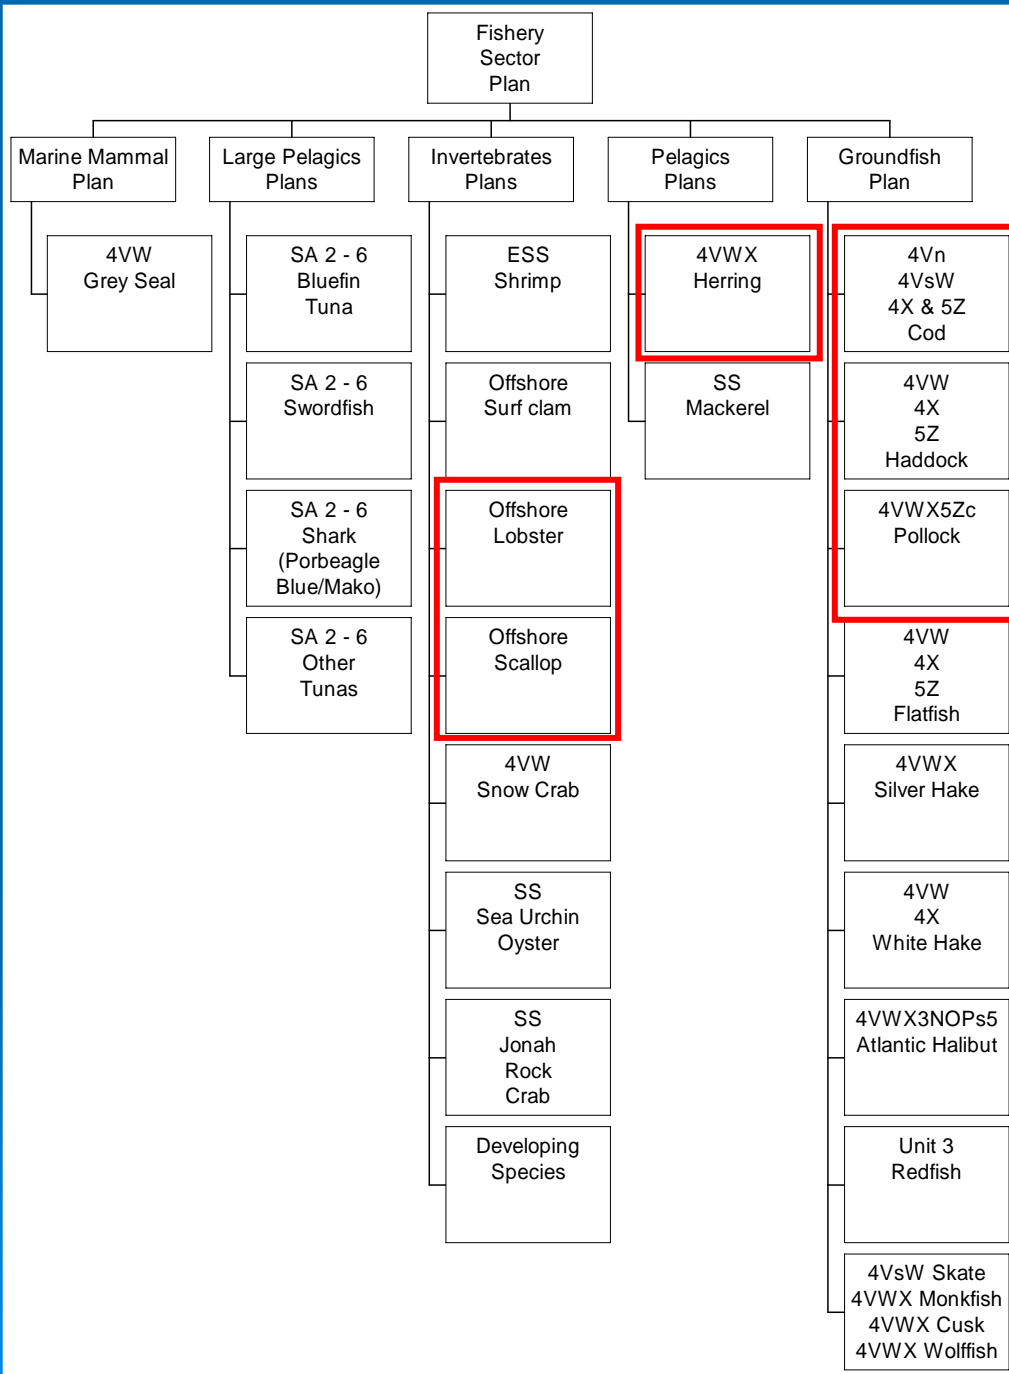 Fishery
Sector
Plan
Marine Mammal
Plan
Large Pelagics
Plans
Invertebrates
Plans
Pelagics
Plans
Groundfish
Plan
4VW
Grey Seal
SA 2 - 6
Bluefin
Tuna
SA 2 - 6
Swordfish
SA 2 - 6
Shark
(Porbeagle
Blue/Mako)
SA 2 - 6
Other
Tunas
ESS
Shrimp
Offshore
Surf clam
Offshore
Lobster
Offshore
Scallop
4VW
Snow Crab
SS
Sea Urchin
Oyster
SS
Jonah
Rock
Crab
Developing
Species
4VWX
Herring
SS
Mackerel
4Vn
4VsW
4X & 5Z
Cod
4VW
4X
5Z
Haddock
4VWX5Zc
Pollock
4VW
4X
5Z
Flatfish
4VWX
Silver Hake
4VW
4X
White Hake
4VWX3NOPs5
Atlantic Halibut
Unit 3
Redfish
4VsW Skate
4VWX Monkfish
4VWX Cusk
4VWX Wolffish